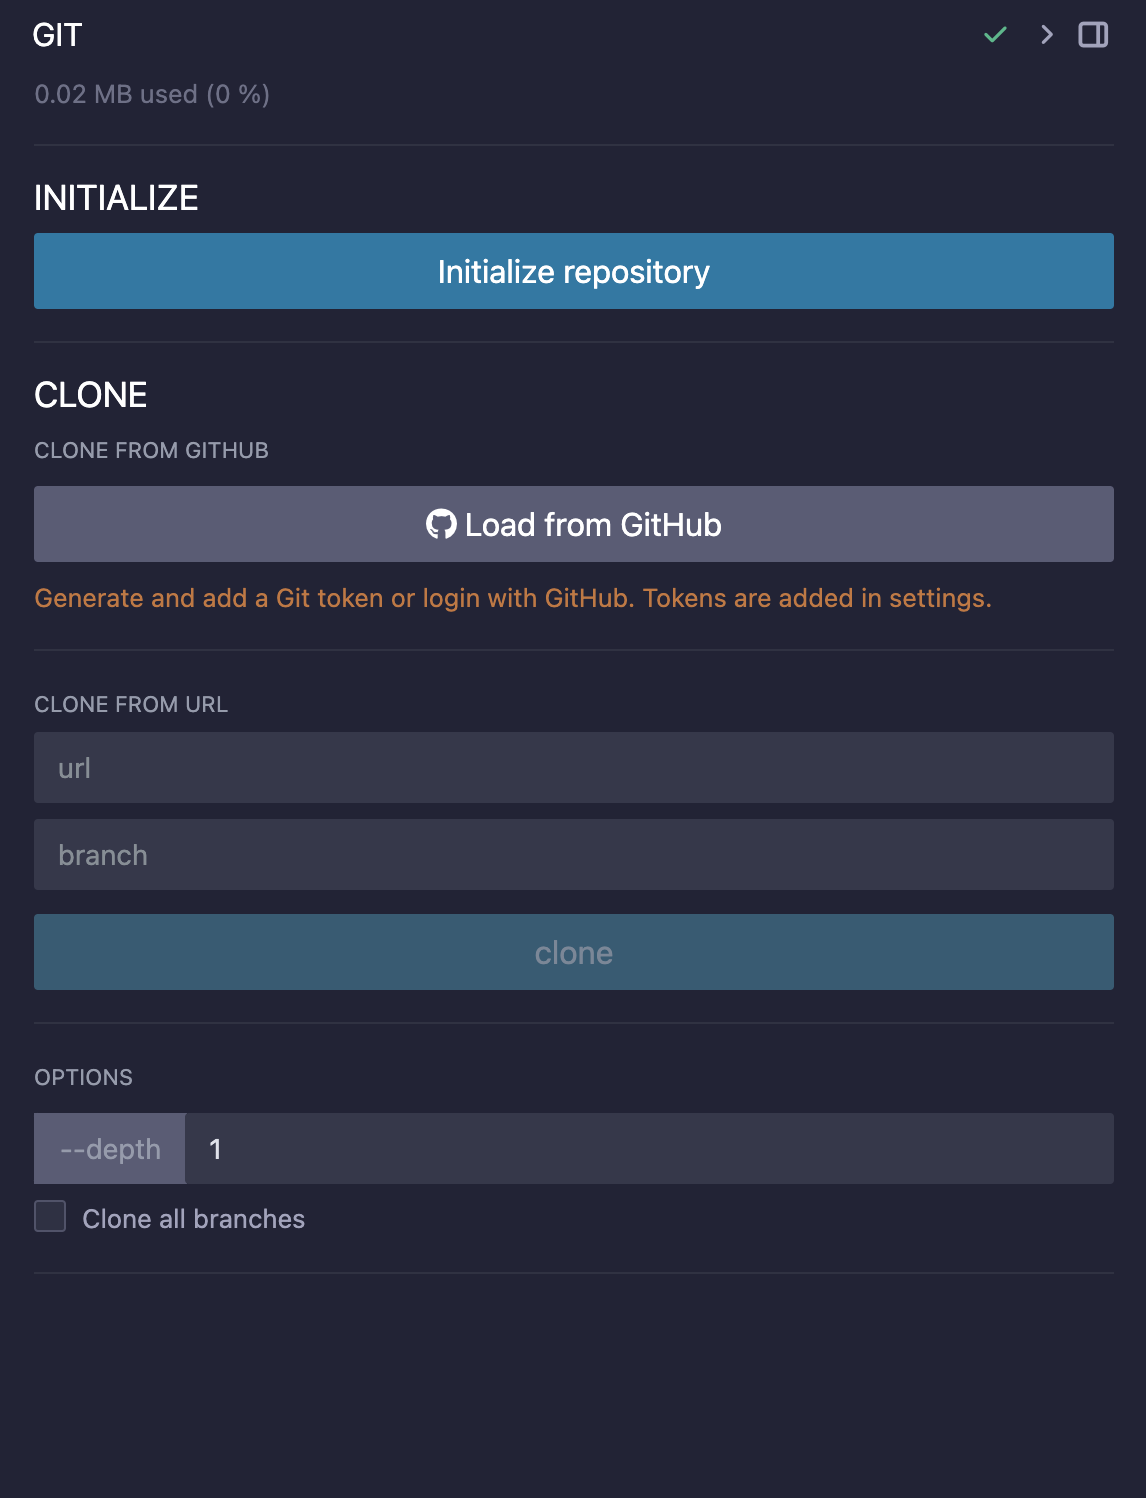 GIT
0.02 MB used (0 %)
INITIALIZE
Initialize repository
CLONE
CLONE FROM GITHUB
Load from GitHub
Generate and add a Git token or login with GitHub. Tokens are added in settings.
CLONE FROM URL
url
branch
clone
OPTIONS
--depth 1
Clone all branches